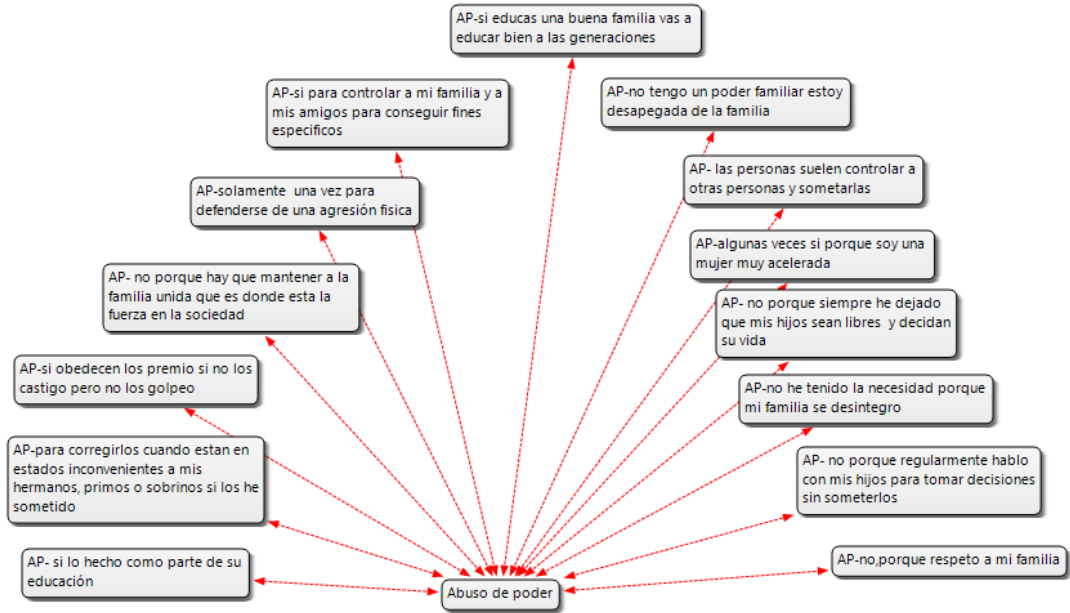 AP-si educas una buena familia vas a
educar bien a las generaciones
AP-si para controlar a mi familia y a
mis amigos para conseguir fines
especificos
AP-no tengo un poder familiar estoy
desapegada de la familia
AP- las personas suelen controlar a
otras personas y sometarlas
AP-solamente una vez para
defenderse de una agresión fisica
AP-algunas veces si porque soy una
mujer muy acelerada
AP- no porque hay que mantener a la
familia unida que es donde esta la
fuerza en la sociedad
AP- no porque siempre he dejado
que mis hijos sean libres y decidan
su vida
AP-si obedecen los premio si no los
castigo pero no los golpeo
AP-no he tenido la necesidad porque
mi familia se desintegro
AP-para corregirlos cuando estan en
estados inconvenientes a mis
hermanos, primos o sobrinos si los he
sometido
AP- no porque regularmente hablo
con mis hijos para tomar decisiones
sin someterlos
AP- si lo hecho como parte de su
educación
AP-no,porque respeto a mi familia
Abuso de poder